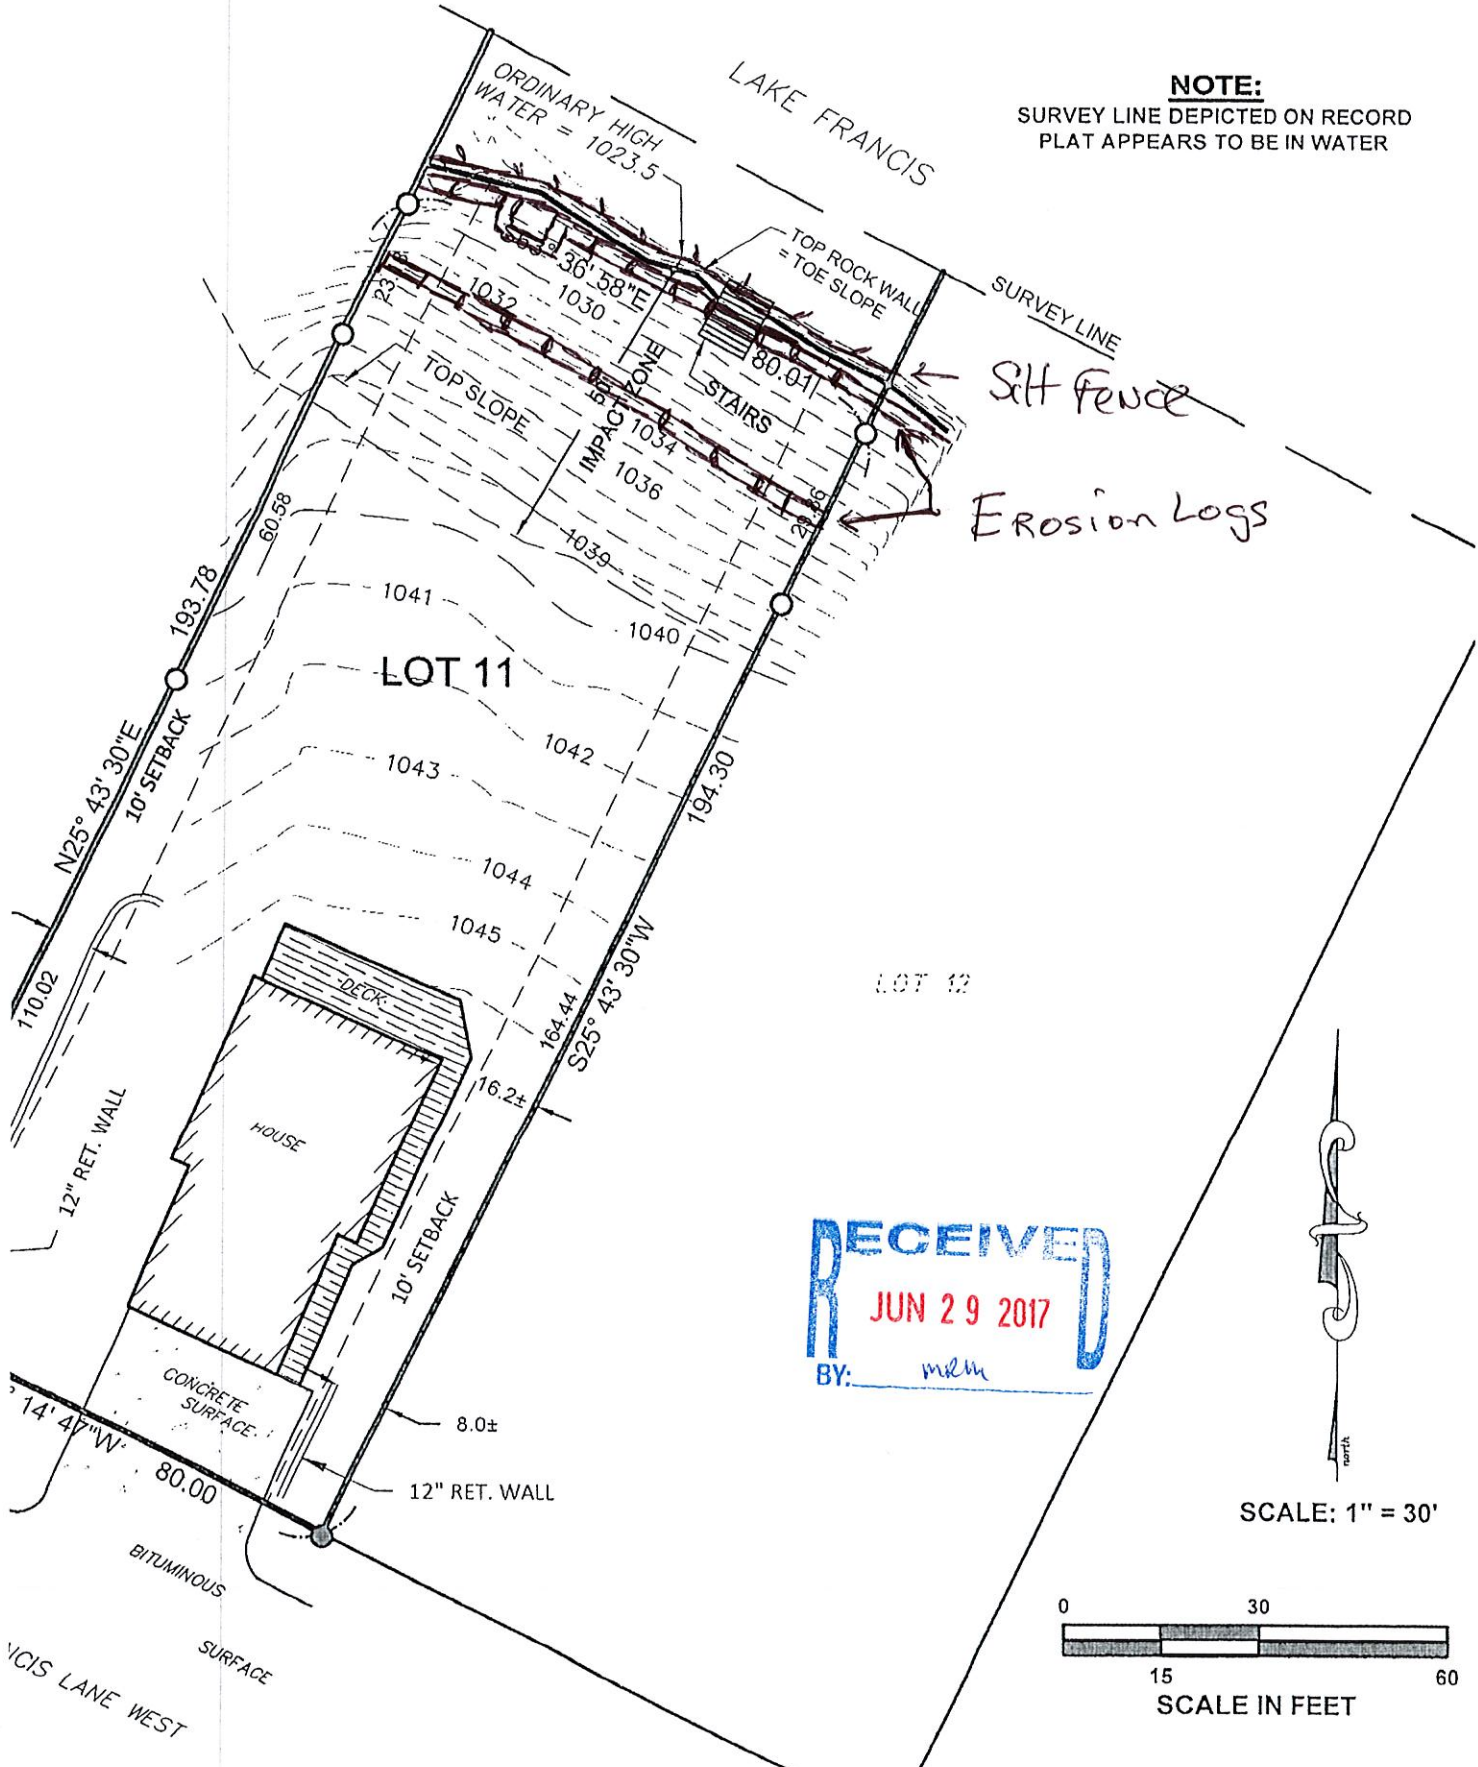 LAKE FRANCIS
NOTE:
SURVEY LINE DEPICTED ON RECORD
PLAT APPEARS TO BE IN WATER
ORDINARY HIGH
WATER = 1023.5
TOP ROCK WALL
= TOE SLOPE
SURVEY LINE
36' 58"E
1032
1030
80.01
Silt Fence
TOP SLOPE
IMPACT ZONE
STAIRS
1034
1036
Erosion Logs
60.58
1039
193.78
1041
1040
LOT 11
N25° 43' 30"E
10' SETBACK
1042
1043
194.30
1044
1045
110.02
DECK
164.44
S25° 43' 30"W
LOT 12
16.2±
12" RET. WALL
HOUSE
10' SETBACK
RECEIVED
JUN 29 2017
BY:
CONCRETE
SURFACE
14' 47"W
80.00
8.0±
12" RET. WALL
north
SCALE: 1" = 30'
BITUMINOUS
SURFACE
NCIS LANE WEST
0 30
15 60
SCALE IN FEET